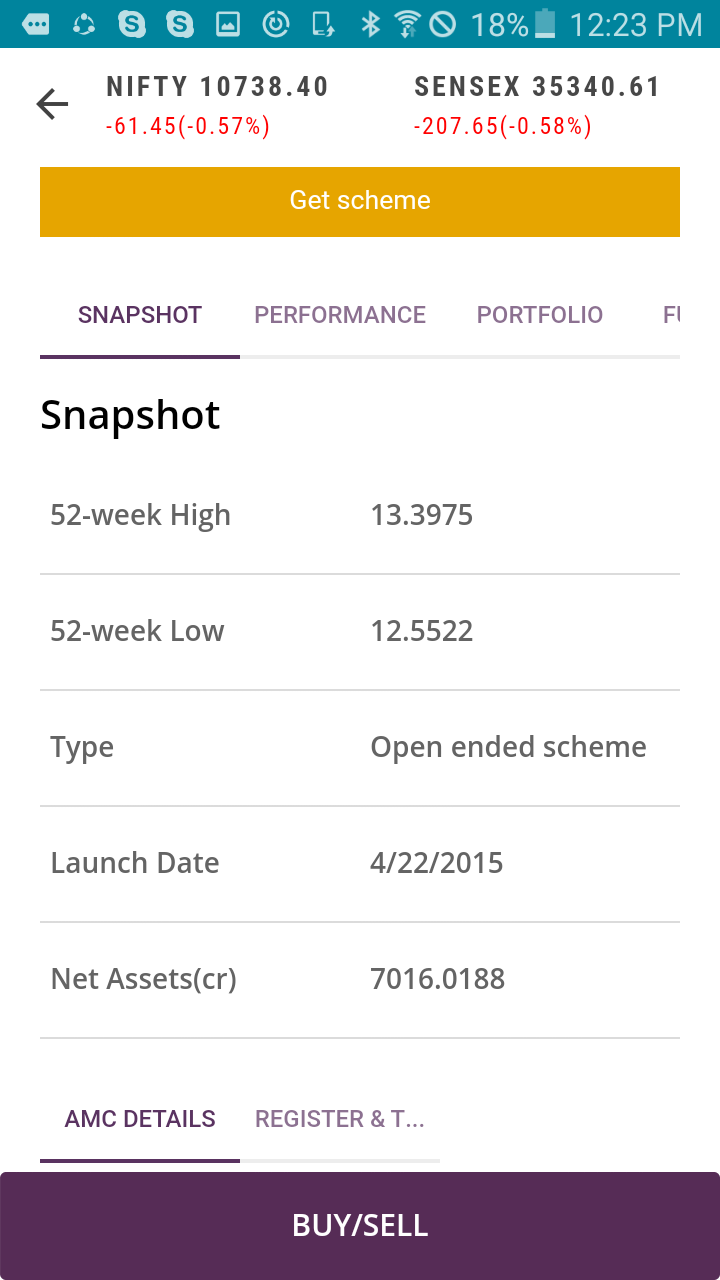 18% 12:23 PM
NIFTY 10738.40 SENSEX 35340.61
-61.45(-0.57%) -207.65(-0.58%)
Get scheme
SNAPSHOT PERFORMANCE PORTFOLIO FU
Snapshot
52-week High 13.3975
52-week Low 12.5522
Type Open ended scheme
Launch Date 4/22/2015
Net Assets(cr) 7016.0188
AMC DETAILS REGISTER & T...
BUY/SELL